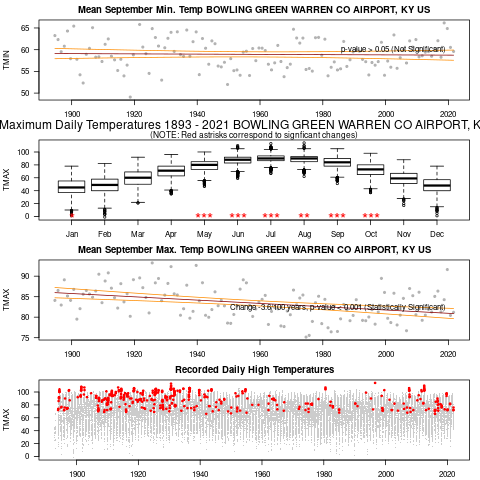 Mean September Min. Temp BOWLING GREEN WARREN CO AIRPORT, KY US
TMIN
65
60
55
50
p-value > 0.05 (Not Significant)
1900 1920 1940 1960 1980 2000 2020
Maximum Daily Temperatures 1893 - 2021 BOWLING GREEN WARREN CO AIRPORT, K
(NOTE: Red astrisks correspond to signficant changes)
TMAX
100
80
60
40
20
0
* *** *** *** ** *** ***
Jan Feb Mar Apr May Jun Jul Aug Sep Oct Nov Dec
Mean September Max. Temp BOWLING GREEN WARREN CO AIRPORT, KY US
TMAX
90
85
80
75
Change -3.6/100 years, p-value < 0.001 (Statistically Significant)
1900 1920 1940 1960 1980 2000 2020
Recorded Daily High Temperatures
TMAX
100
80
60
40
20
0
1900 1920 1940 1960 1980 2000 2020